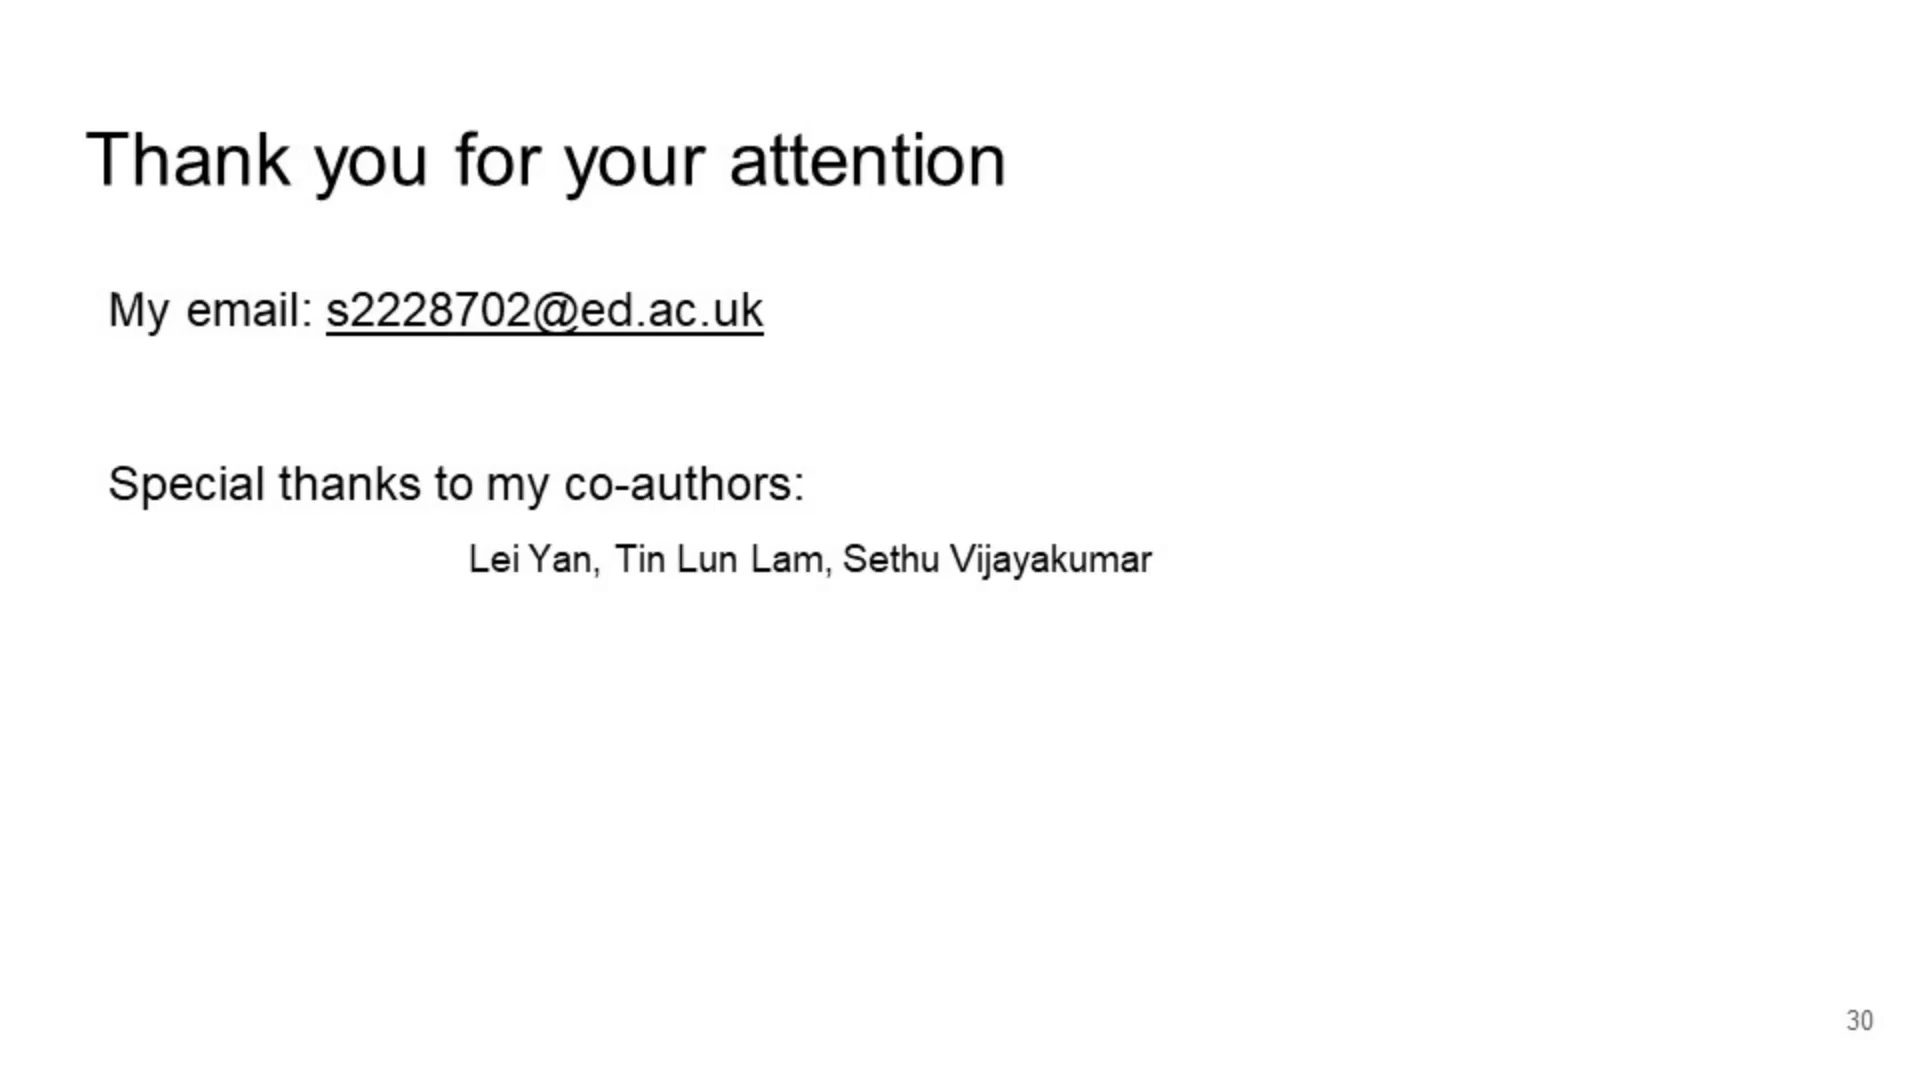 Thank you for your attention
My email: s2228702@ed.ac.uk
Special thanks to my co-authors:
Lei Yan, Tin Lun Lam, Sethu Vijayakumar
30